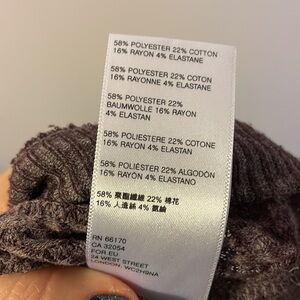 58% POLYESTER 22% COTTON
16% RAYON 4% ELASTANE
58% POLYESTER 22% COTON
16% RAYONNE 4% ELASTANE
58% POLYESTER 22%
BAUMWOLLE 16% RAYON
4% ELASTAN
58% POLIESTERE 22% COTONE
16% RAYON 4% ELASTAN
58% POLIÉSTER 22% ALGODÓN
16% RAYÓN 4% ELASTANO
58% 聚酯纖維 22% 棉花
16% 人造絲 4% 氨綸
RN 66170
CA 32054
FOR EU
24 WEST STREET
LONDON, WC2H9NA